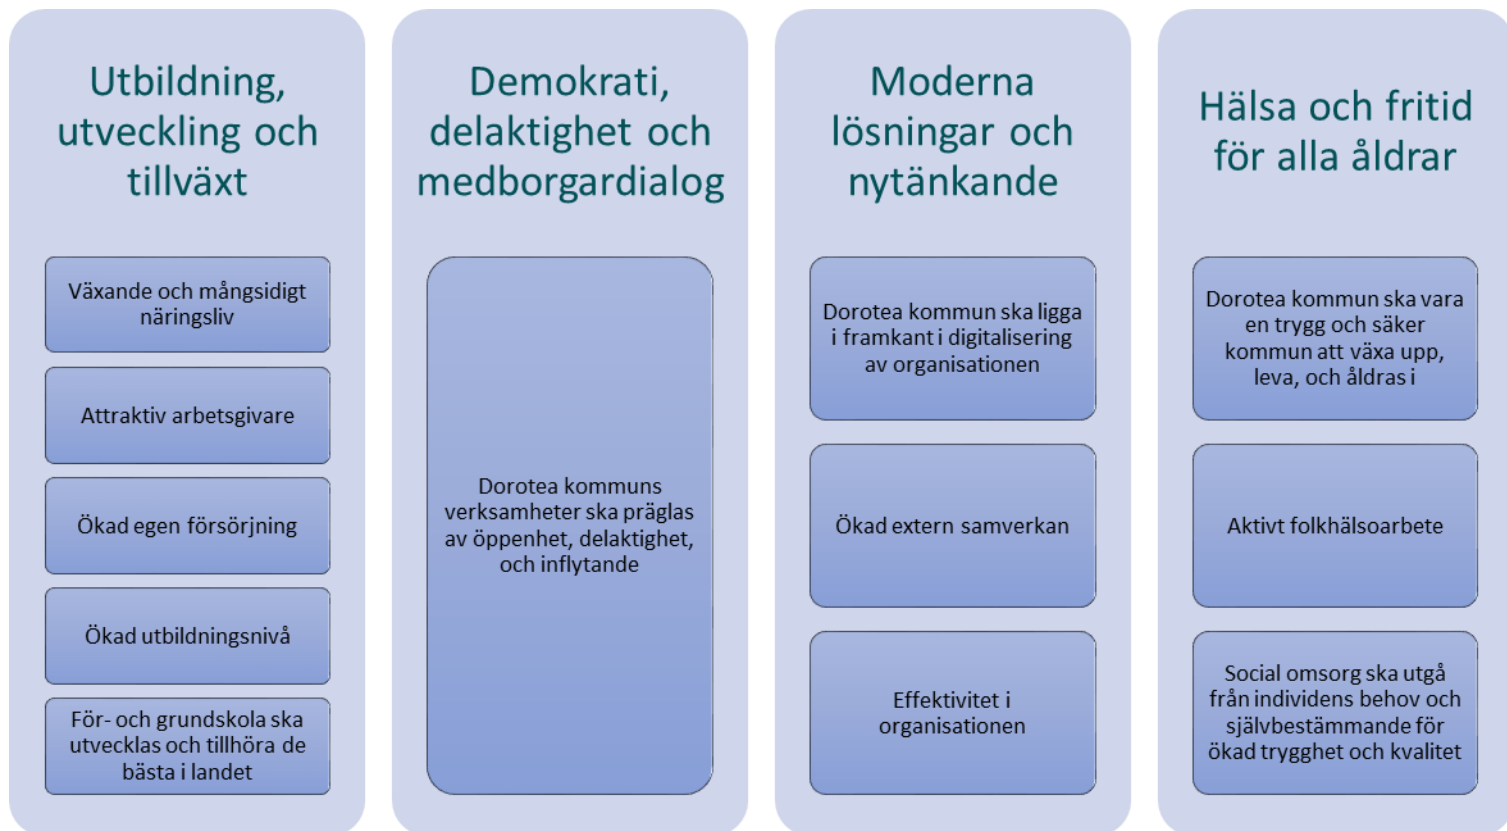 Utbildning,
utveckling och
tillväxt
Växande och mångsidigt
näringsliv
Attraktiv arbetsgivare
Ökad egen försörjning
Ökad utbildningsnivå
För- och grundskola ska
utvecklas och tillhöra de
bästa i landet
Demokrati,
delaktighet och
medborgardialog
Dorotea kommuns
verksamheter ska präglas
av öppenhet, delaktighet,
och inflytande
Moderna
lösningar och
nytänkande
Dorotea kommun ska ligga
i framkant i digitalisering
av organisationen
Ökad extern samverkan
Effektivitet i
organisationen
Hälsa och fritid
för alla åldrar
Dorotea kommun ska vara
en trygg och säker
kommun att växa upp,
leva, och åldras i
Aktivt folkhälsoarbete
Social omsorg ska utgå
från individens behov och
självbestämmande för
ökad trygghet och kvalitet